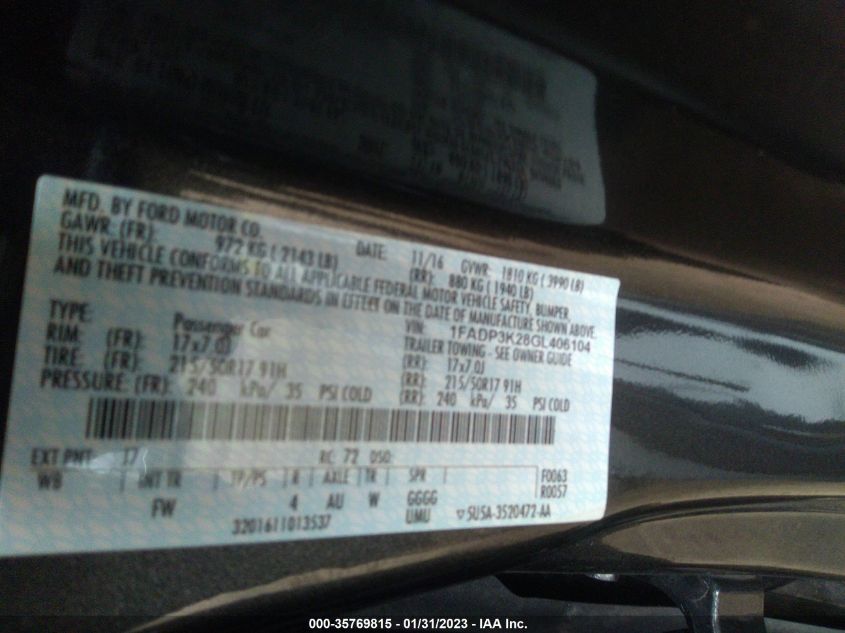 MFD. BY FORD MOTOR CO.
DATE: 11/16 GVWR: 1810 KG ( 3990 LB)
GAWR: (FR): 972 KG ( 2143 LB) (RR): 880 KG ( 1940 LB)
THIS VEHICLE CONFORMS TO ALL APPLICABLE FEDERAL MOTOR VEHICLE SAFETY, BUMPER,
AND THEFT PREVENTION STANDARDS IN EFFECT ON THE DATE OF MANUFACTURE SHOWN ABOVE.
VIN: 1FADP3K28GL406104
TYPE: Passenger Car TRAILER TOWING - SEE OWNER GUIDE
RIM: (FR): 17x7.0J (RR): 17x7.0J
TIRE: (FR): 215/50R17 91H (RR): 215/50R17 91H
PRESSURE: (FR): 240 kPa/ 35 PSI COLD (RR): 240 kPa/ 35 PSI COLD
EXT PNT: 17 RC: 72 DSO: F0063
WB INT TR TP/PS R AXLE TR SPR R0057
FW 4 AU W GGGG
UMU
3201611013537 ▽5USA-3520472-AA
000-35769815 - 01/31/2023 - IAA Inc.